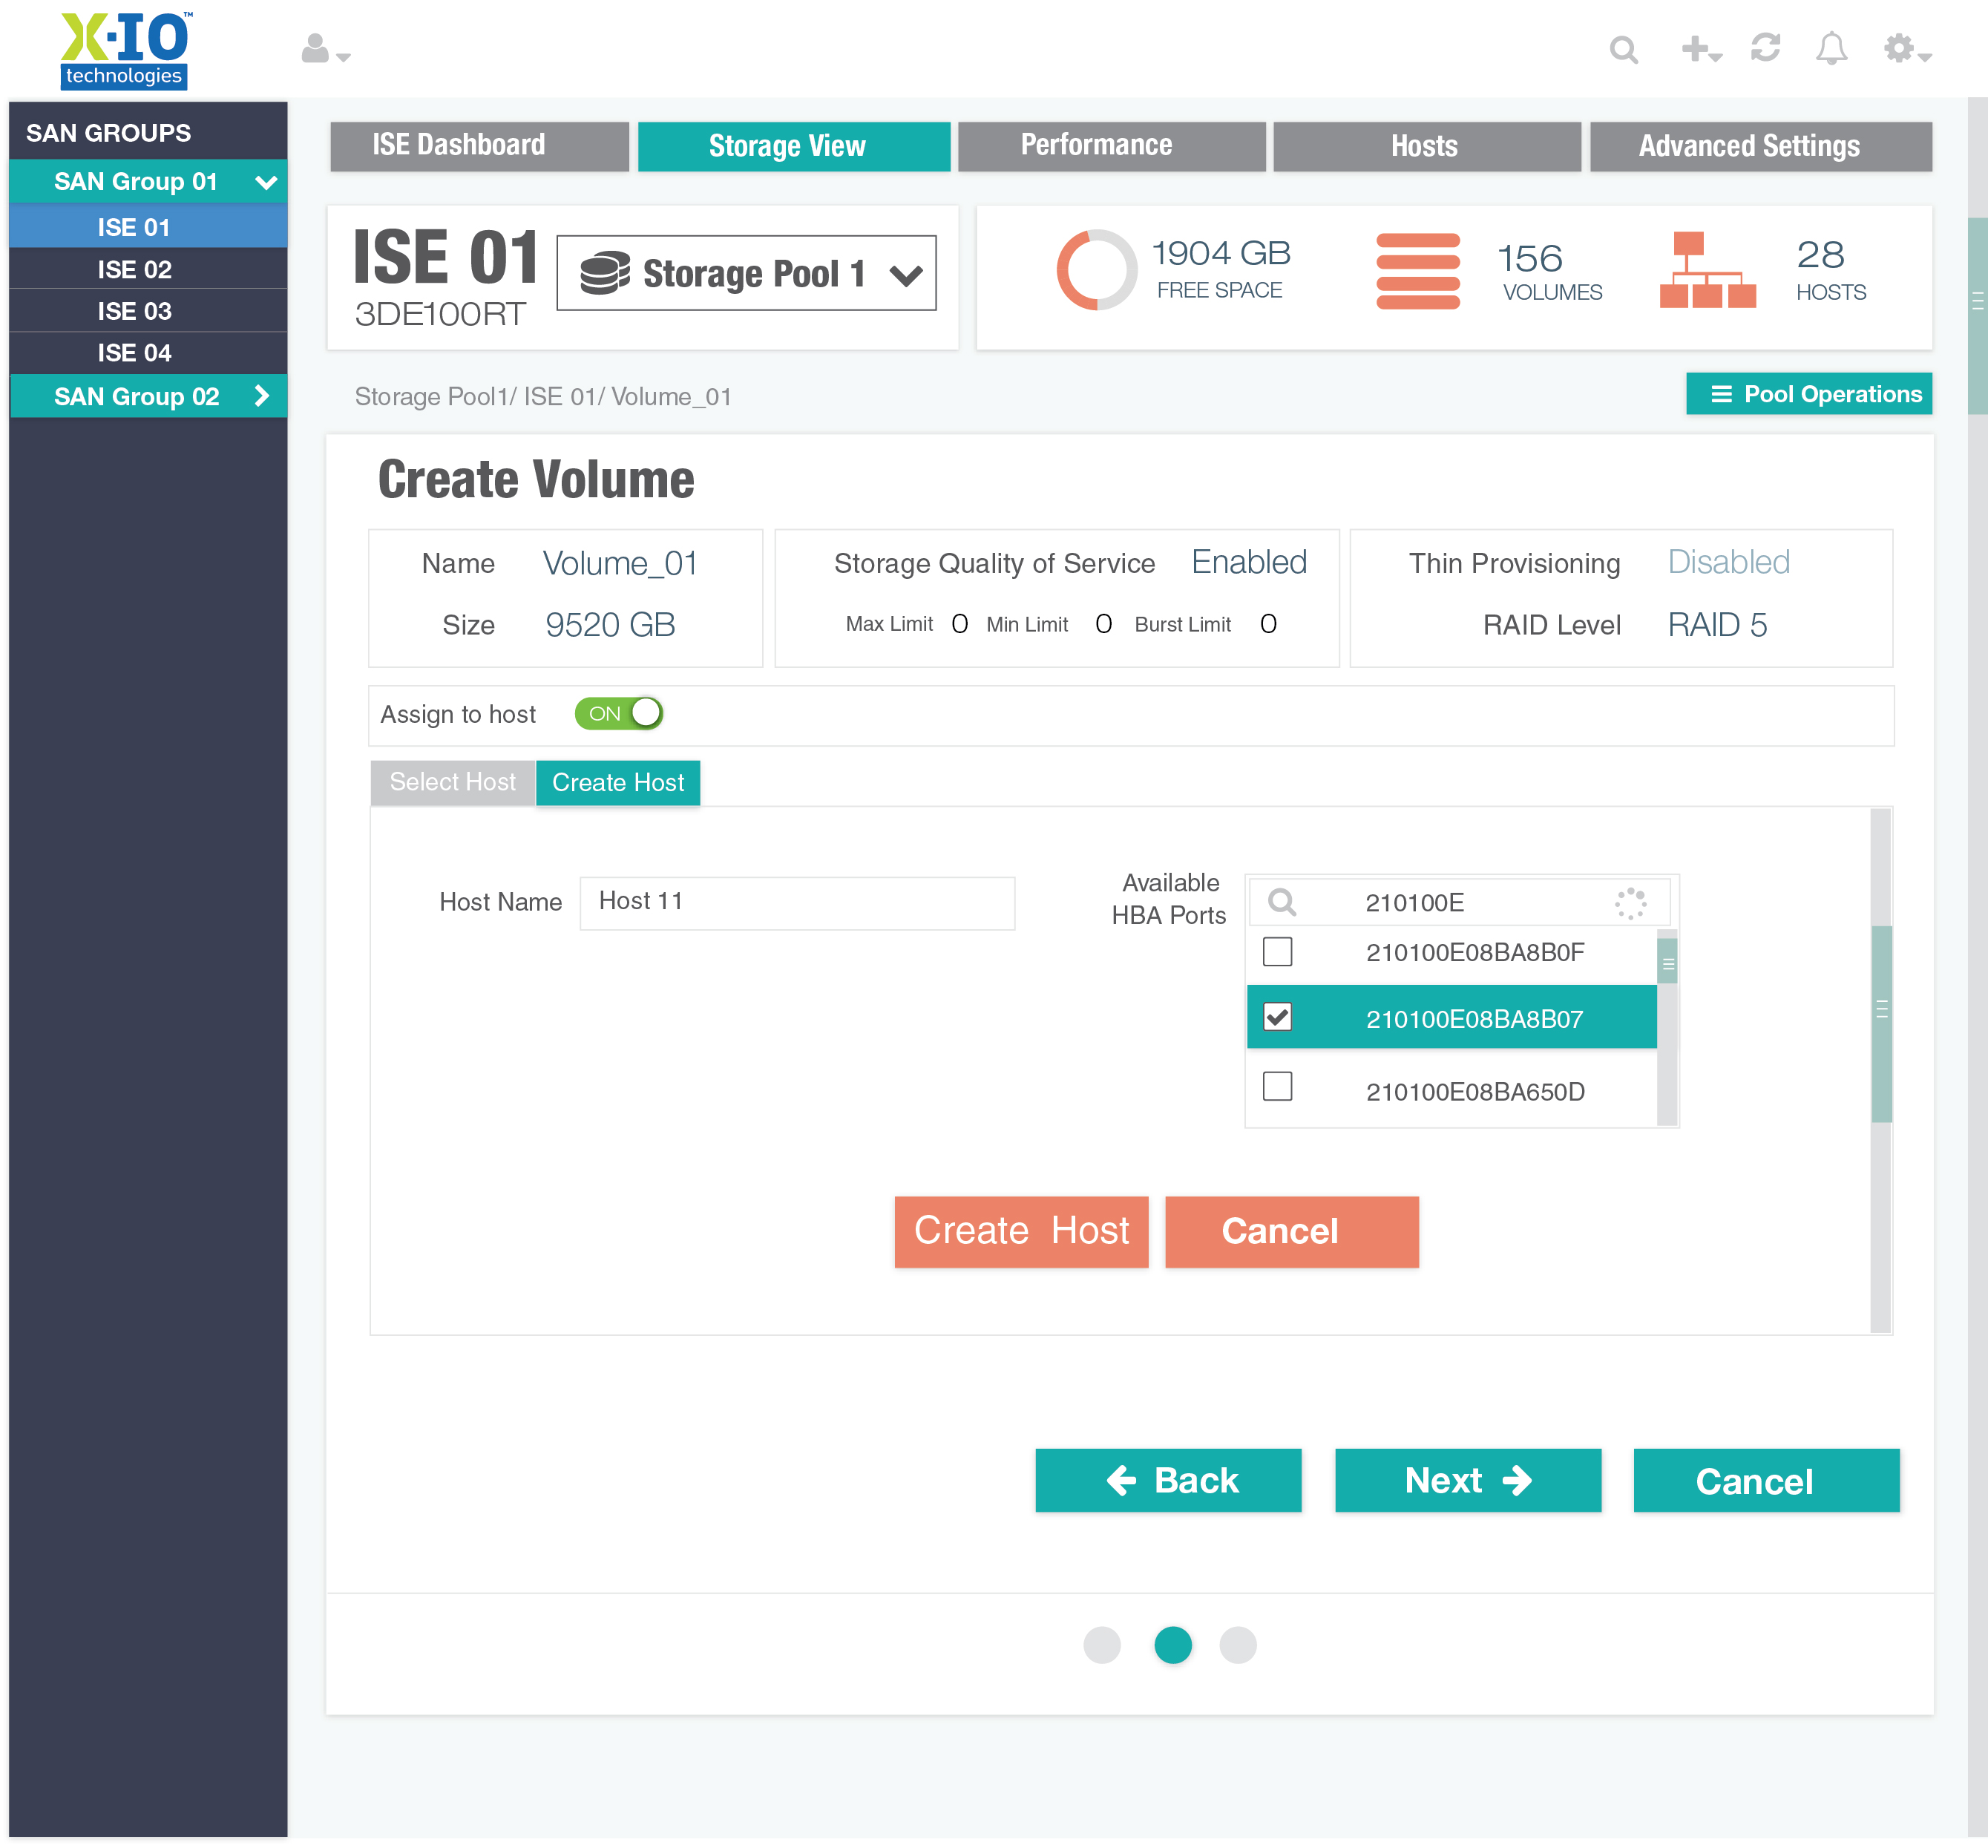 X-IO™
technologies
SAN GROUPS
SAN Group 01
ISE 01
ISE 02
ISE 03
ISE 04
SAN Group 02
ISE Dashboard
Storage View
Performance
Hosts
Advanced Settings
ISE 01
3DE100RT
Storage Pool 1
1904 GB
FREE SPACE
156
VOLUMES
28
HOSTS
Storage Pool1/ ISE 01/ Volume_01
Pool Operations
Create Volume
Name Volume_01
Size 9520 GB
Storage Quality of Service Enabled
Max Limit 0 Min Limit 0 Burst Limit 0
Thin Provisioning Disabled
RAID Level RAID 5
Assign to host ON
Select Host Create Host
Host Name Host 11
Available
HBA Ports
210100E
210100E08BA8B0F
210100E08BA8B07
210100E08BA650D
Create Host Cancel
Back Next Cancel